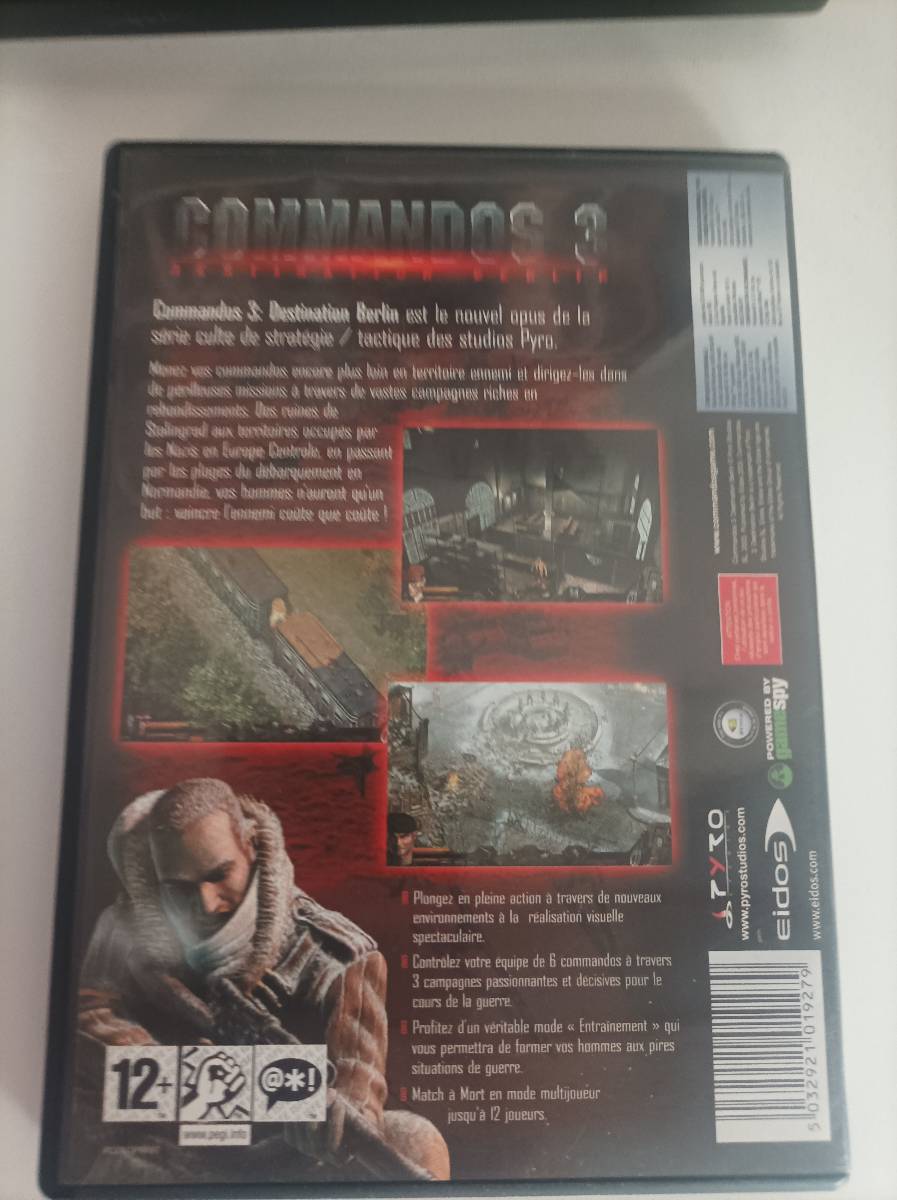 COMMANDOS 3
DESTINATION BERLIN
Commandos 3: Destination Berlin est le nouvel opus de la
série culte de stratégie / tactique des studios Pyro.
Menez vos commandos encore plus loin en territoire ennemi et dirigez-les dans
de périlleuses missions à travers de vastes campagnes riches en
rebondissements. Des ruines de
Stalingrad aux territoires occupés par
les Nazis en Europe Centrale, en passant
par les plages du débarquement en
Normandie, vos hommes n'auront qu'un
but : vaincre l'ennemi coûte que coûte !
Plongez en pleine action à travers de nouveaux
environnements à la réalisation visuelle
spectaculaire.
Contrôlez votre équipe de 6 commandos à travers
3 campagnes passionnantes et décisives pour le
cours de la guerre.
Profitez d'un véritable mode « Entraînement » qui
vous permettra de former vos hommes aux pires
situations de guerre.
Match à Mort en mode multijoueur
jusqu'à 12 joueurs.
12+
@*!
www.pegi.info
www.commandosgame.com
ATTENTION
POWERED BY
gamespy
PYRO
www.pyrostudios.com
eidos
www.eidos.com
5 032921 019279